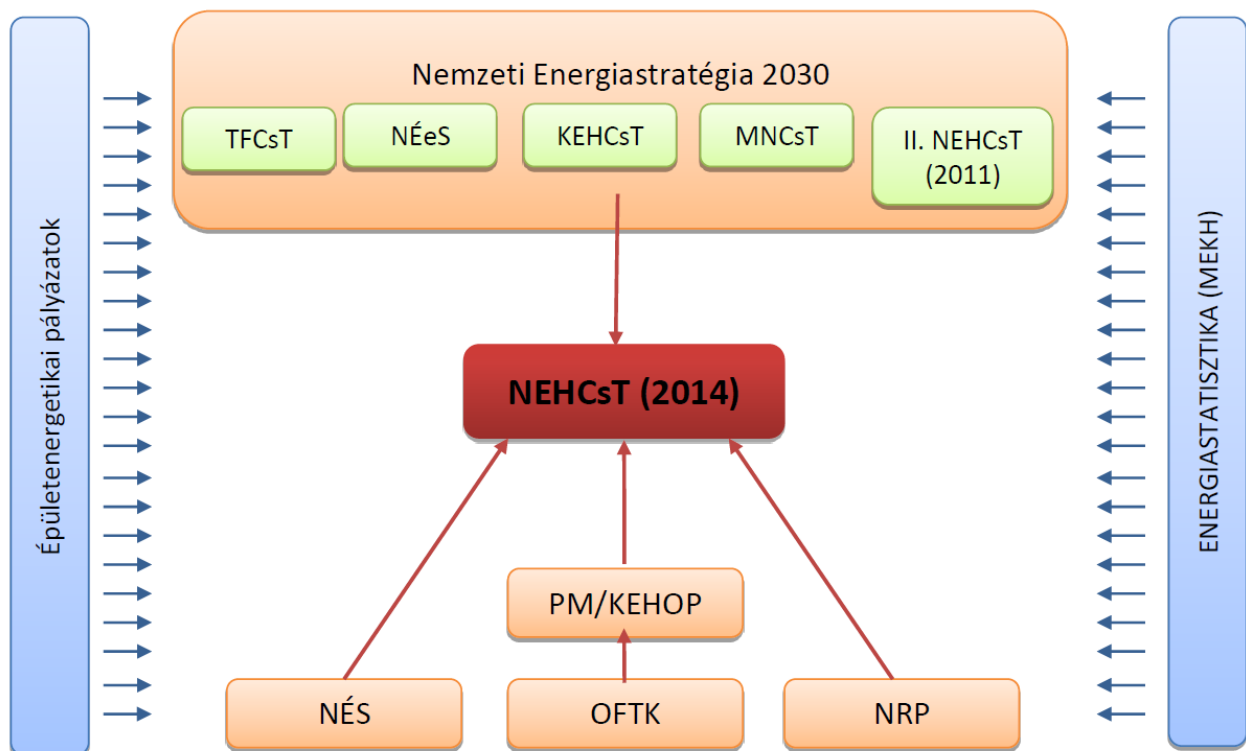 Nemzeti Energiastratégia 2030
TFCsT
NÉeS
KEHCsT
MNCsT
II. NEHCsT
(2011)
Épületenergetikai pályázatok
ENERGIASTATISZTIKA (MEKH)
NEHCsT (2014)
PM/KEHOP
NÉS
OFTK
NRP